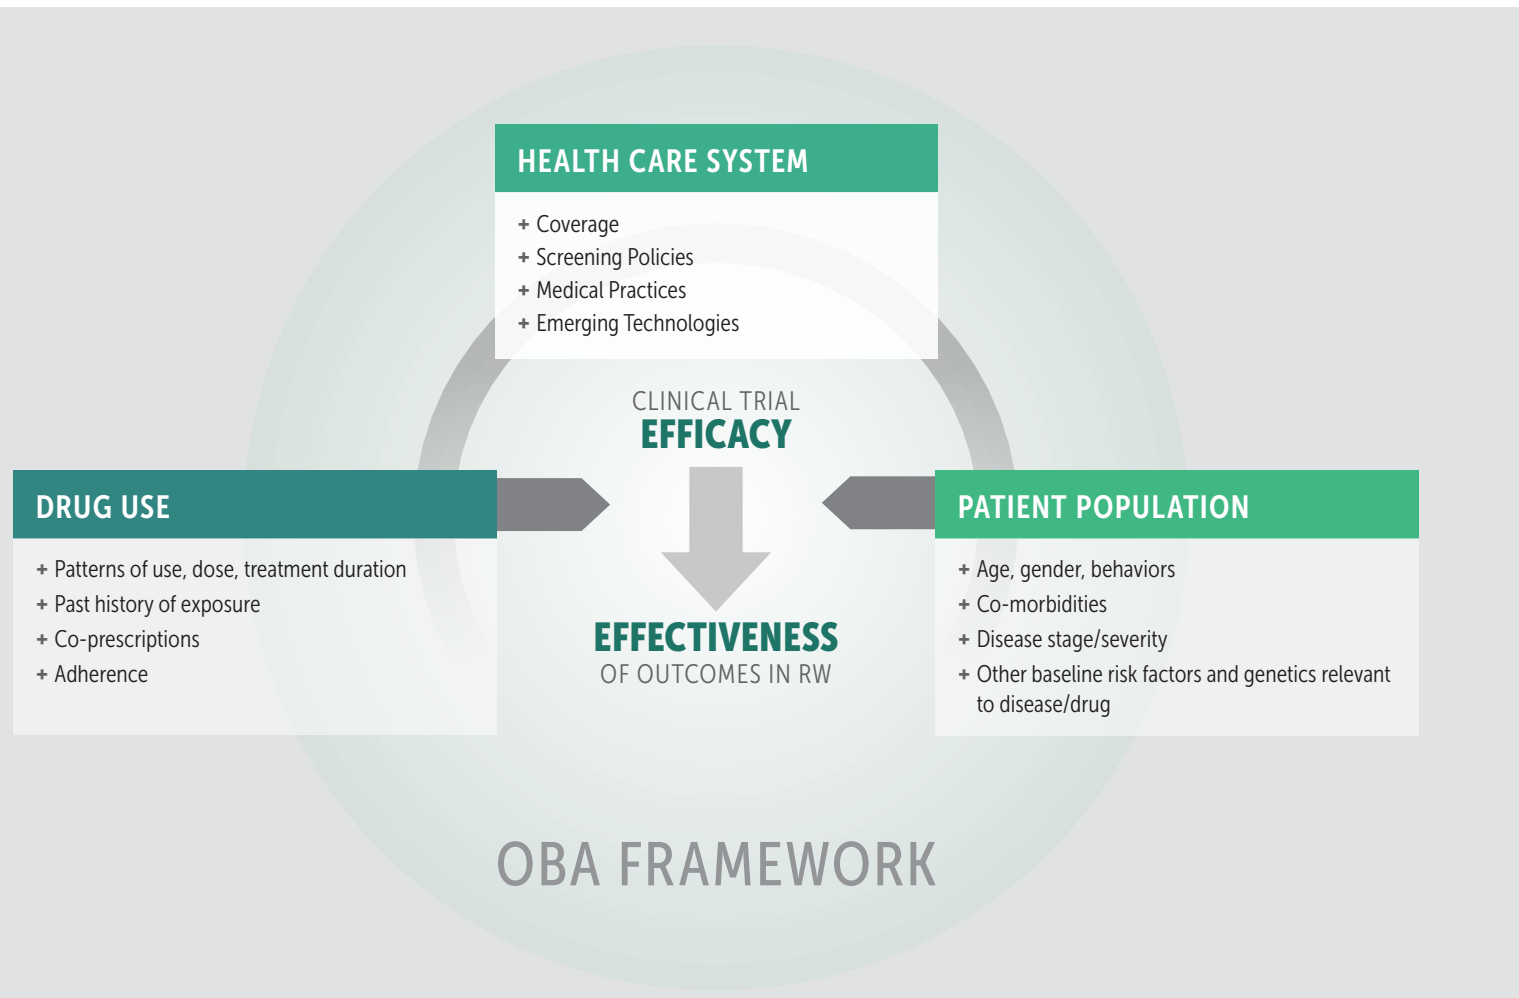 HEALTH CARE SYSTEM
+ Coverage
+ Screening Policies
+ Medical Practices
+ Emerging Technologies
CLINICAL TRIAL
EFFICACY
DRUG USE
+ Patterns of use, dose, treatment duration
+ Past history of exposure
+ Co-prescriptions
+ Adherence
PATIENT POPULATION
+ Age, gender, behaviors
+ Co-morbidities
+ Disease stage/severity
+ Other baseline risk factors and genetics relevant
to disease/drug
EFFECTIVENESS
OF OUTCOMES IN RW
OBA FRAMEWORK